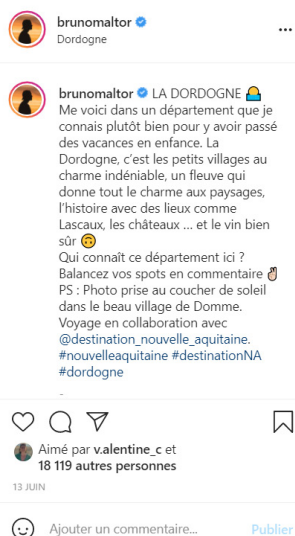 brunomaltor
Dordogne
brunomaltor LA DORDOGNE 🤷
Me voici dans un département que je
connais plutôt bien pour y avoir passé
des vacances en enfance. La
Dordogne, c'est les petits villages au
charme indéniable, un fleuve qui
donne tout le charme aux paysages,
l'histoire avec des lieux comme
Lascaux, les châteaux ... et le vin bien
sûr 🙃
Qui connaît ce département ici ?
Balancez vos spots en commentaire ✌🏻
PS : Photo prise au coucher de soleil
dans le beau village de Domme.
Voyage en collaboration avec
@destination_nouvelle_aquitaine.
#nouvelleaquitaine #destinationNA
#dordogne
-
Aimé par v.alentine_c et
18 119 autres personnes
13 JUIN
Ajouter un commentaire... Publier